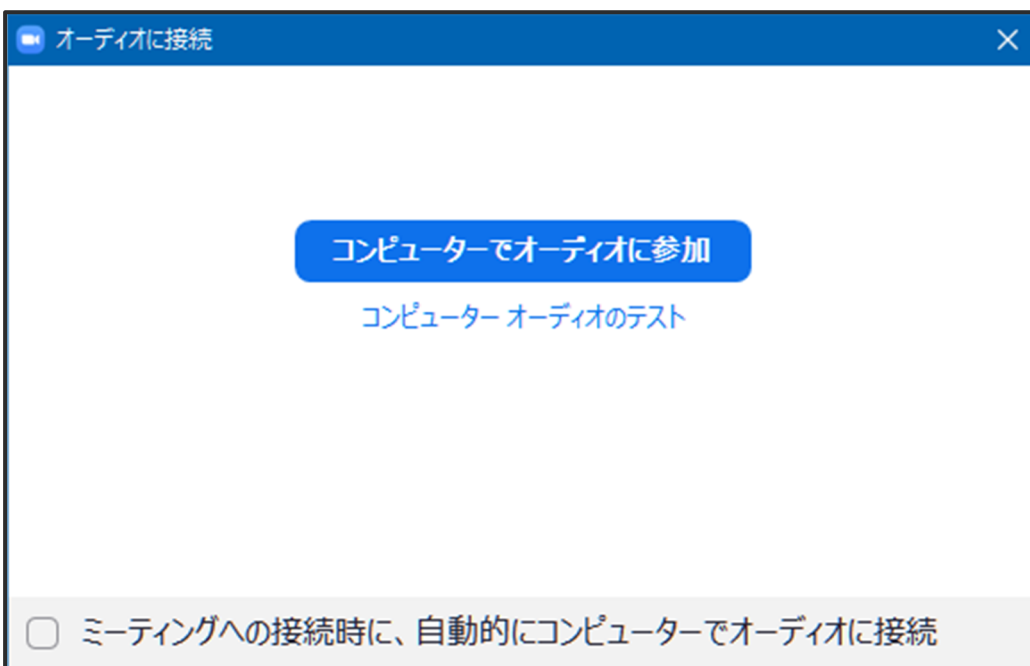 オーディオに接続
コンピューターでオーディオに参加
コンピューター オーディオのテスト
ミーティングへの接続時に、自動的にコンピューターでオーディオに接続